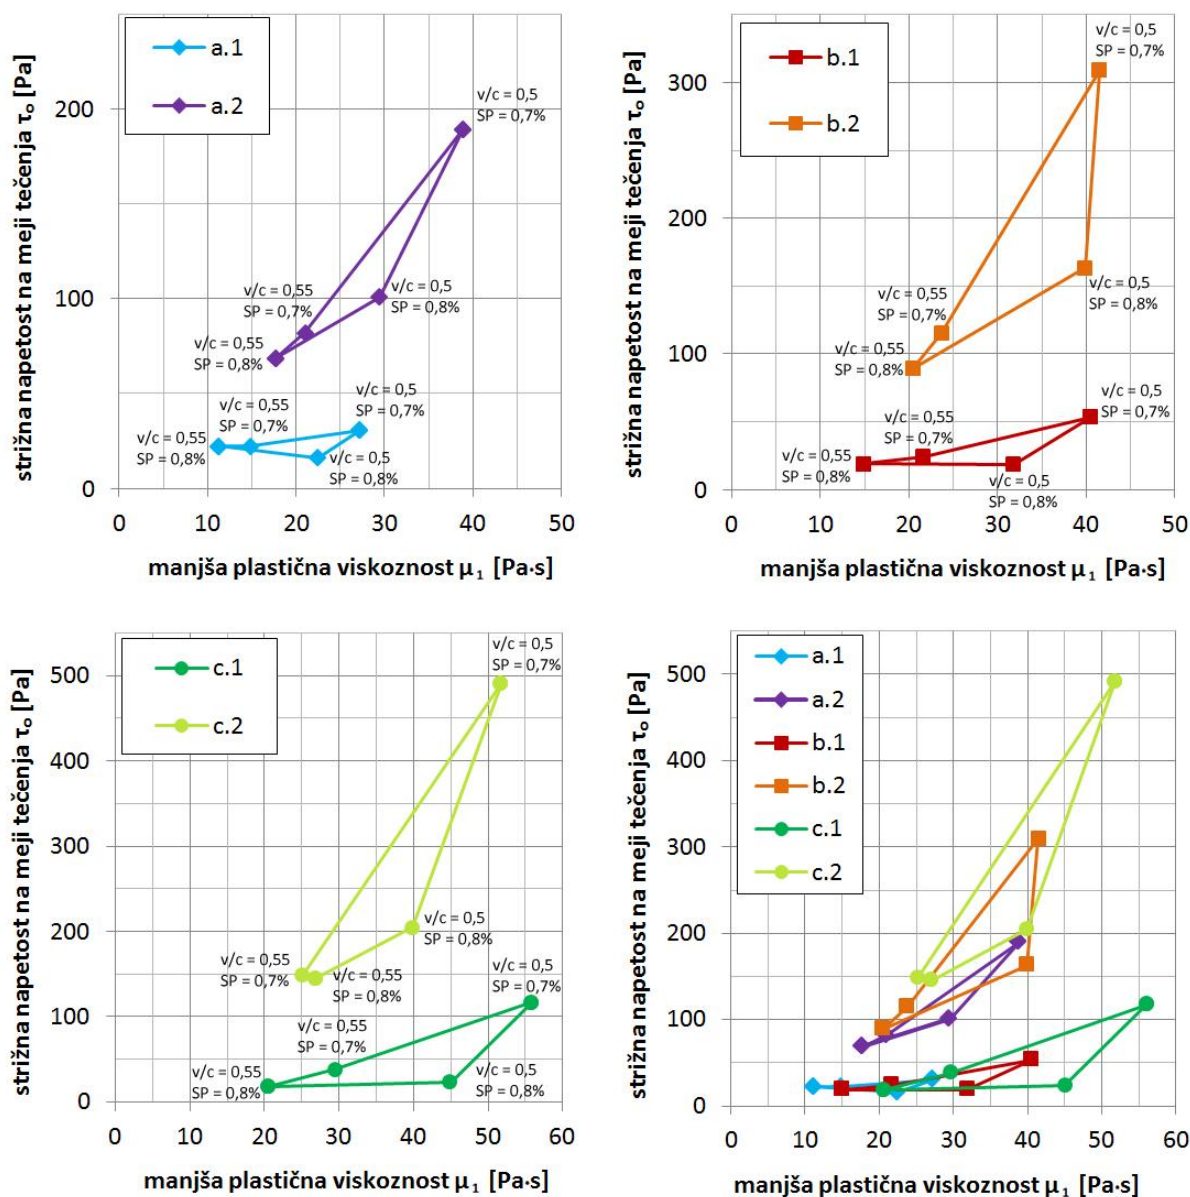 strižna napetost na meji tečenja τₒ [Pa]
a.1
a.2
200
100
0
v/c = 0,5
SP = 0,7%
v/c = 0,5
SP = 0,8%
v/c = 0,55
SP = 0,7%
v/c = 0,55
SP = 0,8%
v/c = 0,5
SP = 0,7%
v/c = 0,55
SP = 0,7%
v/c = 0,55
SP = 0,8%
v/c = 0,5
SP = 0,8%
0 10 20 30 40 50
manjša plastična viskoznost μ₁ [Pa·s]
strižna napetost na meji tečenja τₒ [Pa]
b.1
b.2
300
200
100
0
v/c = 0,5
SP = 0,7%
v/c = 0,5
SP = 0,8%
v/c = 0,55
SP = 0,7%
v/c = 0,55
SP = 0,8%
v/c = 0,5
SP = 0,7%
v/c = 0,55
SP = 0,7%
v/c = 0,55
SP = 0,8%
v/c = 0,5
SP = 0,8%
0 10 20 30 40 50
manjša plastična viskoznost μ₁ [Pa·s]
strižna napetost na meji tečenja τₒ [Pa]
c.1
c.2
500
400
300
200
100
0
v/c = 0,5
SP = 0,7%
v/c = 0,5
SP = 0,8%
v/c = 0,55
SP = 0,7%
v/c = 0,55
SP = 0,8%
v/c = 0,5
SP = 0,7%
v/c = 0,55
SP = 0,7%
v/c = 0,55
SP = 0,8%
v/c = 0,5
SP = 0,8%
0 10 20 30 40 50 60
manjša plastična viskoznost μ₁ [Pa·s]
strižna napetost na meji tečenja τₒ [Pa]
a.1
a.2
b.1
b.2
c.1
c.2
500
400
300
200
100
0
0 10 20 30 40 50 60
manjša plastična viskoznost μ₁ [Pa·s]